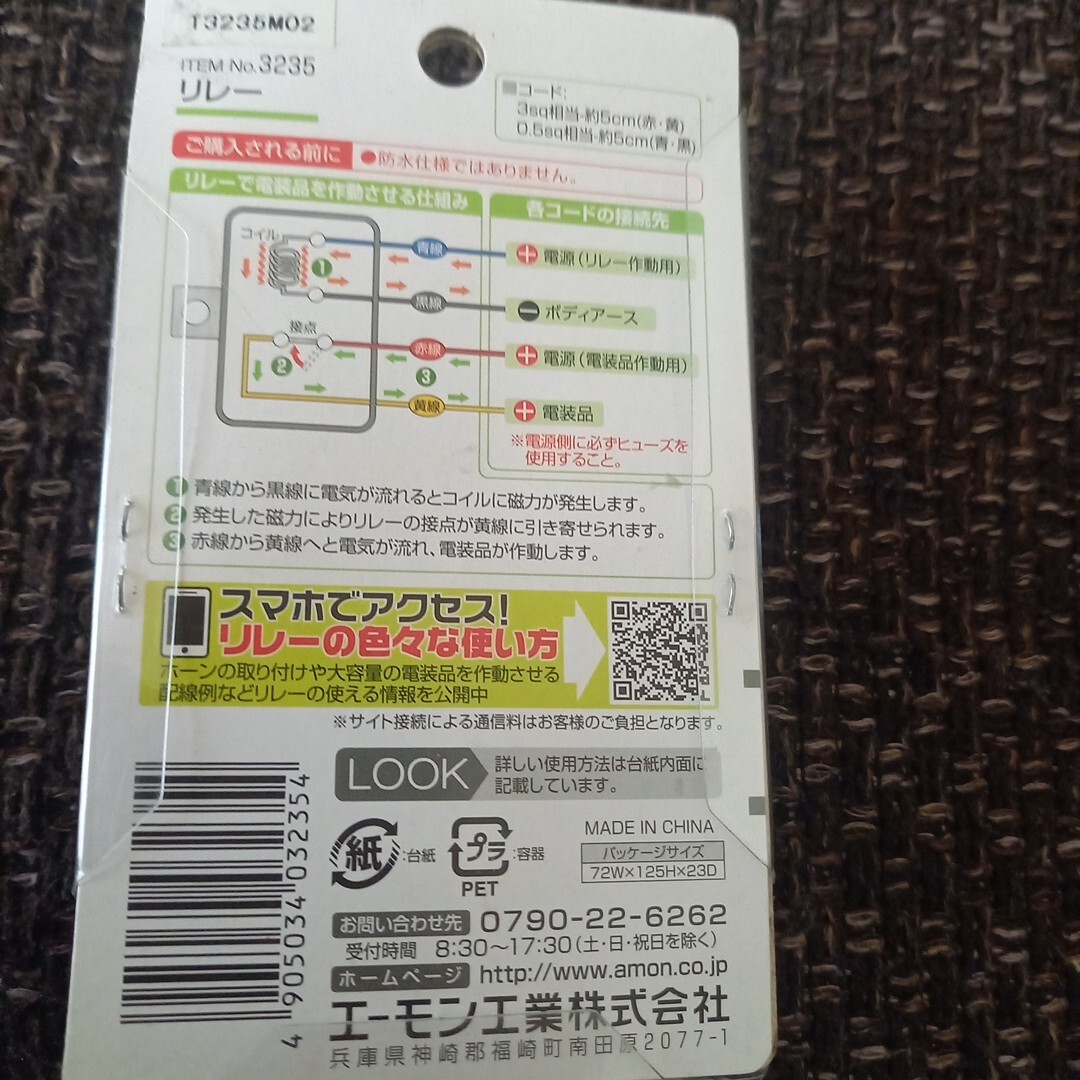 T3235M02
ITEM No.3235
リレー
■コード:
3sq相当-約5cm(赤・黄)
0.5sq相当-約5cm(青・黒)
ご購入される前に ●防水仕様ではありません。
リレーで電装品を作動させる仕組み
各コードの接続先
コイル
1
青線
+ 電源(リレー作動用)
黒線
− ボディアース
接点
2
赤線
+ 電源(電装品作動用)
3
黄線
+ 電装品
※電源側に必ずヒューズを
使用すること。
1 青線から黒線に電気が流れるとコイルに磁力が発生します。
2 発生した磁力によりリレーの接点が黄線に引き寄せられます。
3 赤線から黄線へと電気が流れ、電装品が作動します。
スマホでアクセス!
リレーの色々な使い方
ホーンの取り付けや大容量の電装品を作動させる
配線例などリレーの使える情報を公開中
※サイト接続による通信料はお客様のご負担となります。
LOOK
詳しい使用方法は台紙内面に
記載しています。
紙 :台紙
プラ :容器
PET
MADE IN CHINA
パッケージサイズ
72W×125H×23D
4 905034 032354
お問い合わせ先 0790-22-6262
受付時間 8:30〜17:30(土・日・祝日を除く)
ホームページ http://www.amon.co.jp
エーモン工業株式会社
兵庫県神崎郡福崎町南田原2077-1